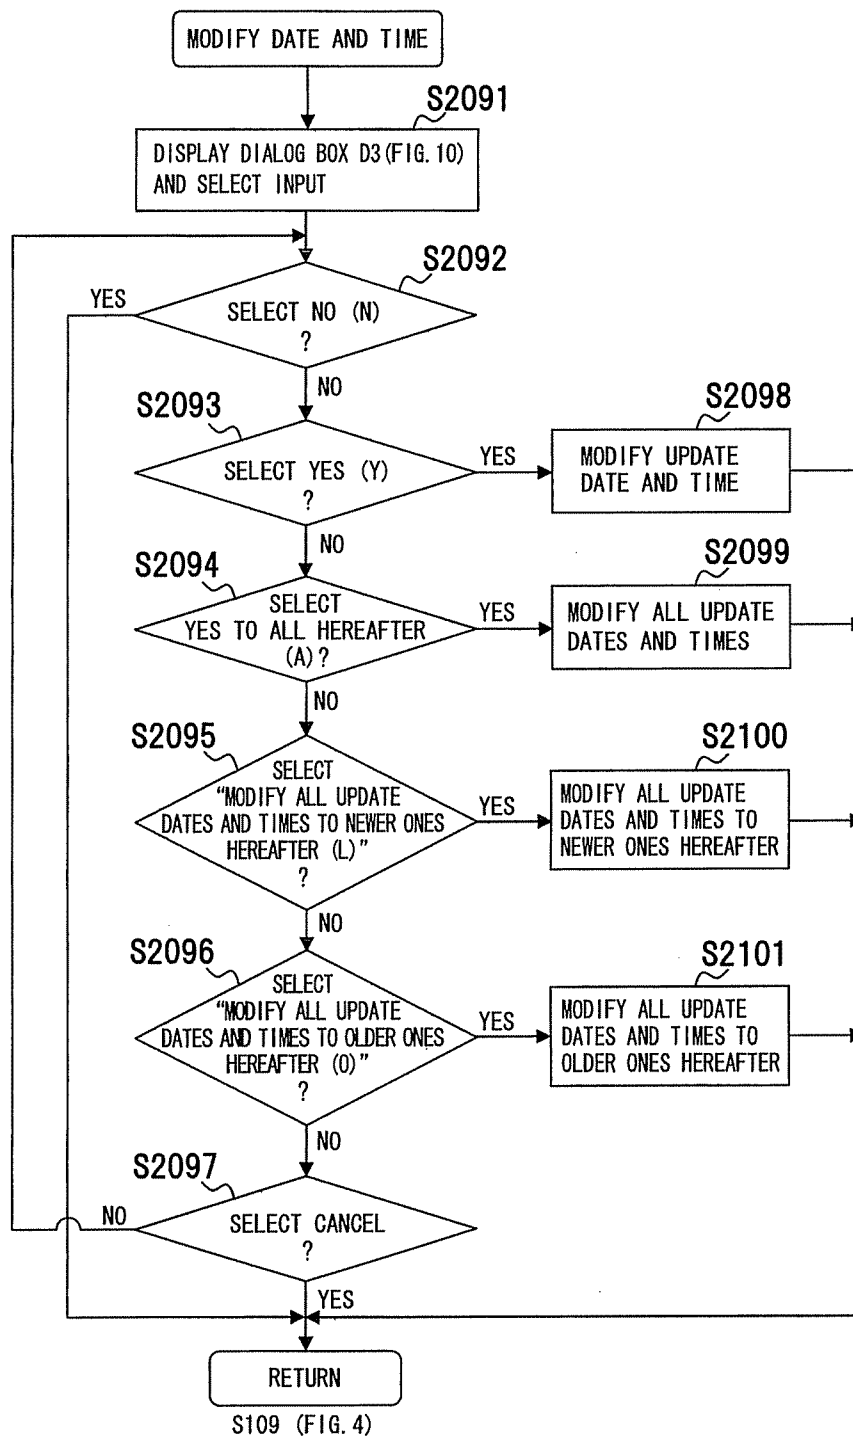 MODIFY DATE AND TIME
S2091
DISPLAY DIALOG BOX D3(FIG.10)
AND SELECT INPUT
S2092
YES
SELECT NO (N)
?
NO
S2093
SELECT YES (Y)
?
YES
S2098
MODIFY UPDATE
DATE AND TIME
NO
S2094
SELECT
YES TO ALL HEREAFTER
(A)?
YES
S2099
MODIFY ALL UPDATE
DATES AND TIMES
NO
S2095
SELECT
“MODIFY ALL UPDATE
DATES AND TIMES TO NEWER ONES
HEREAFTER (L)”
?
YES
S2100
MODIFY ALL UPDATE
DATES AND TIMES TO
NEWER ONES HEREAFTER
NO
S2096
SELECT
“MODIFY ALL UPDATE
DATES AND TIMES TO OLDER ONES
HEREAFTER (O)”
?
YES
S2101
MODIFY ALL UPDATE
DATES AND TIMES TO
OLDER ONES HEREAFTER
NO
S2097
NO
SELECT CANCEL
?
YES
RETURN
S109 (FIG.4)